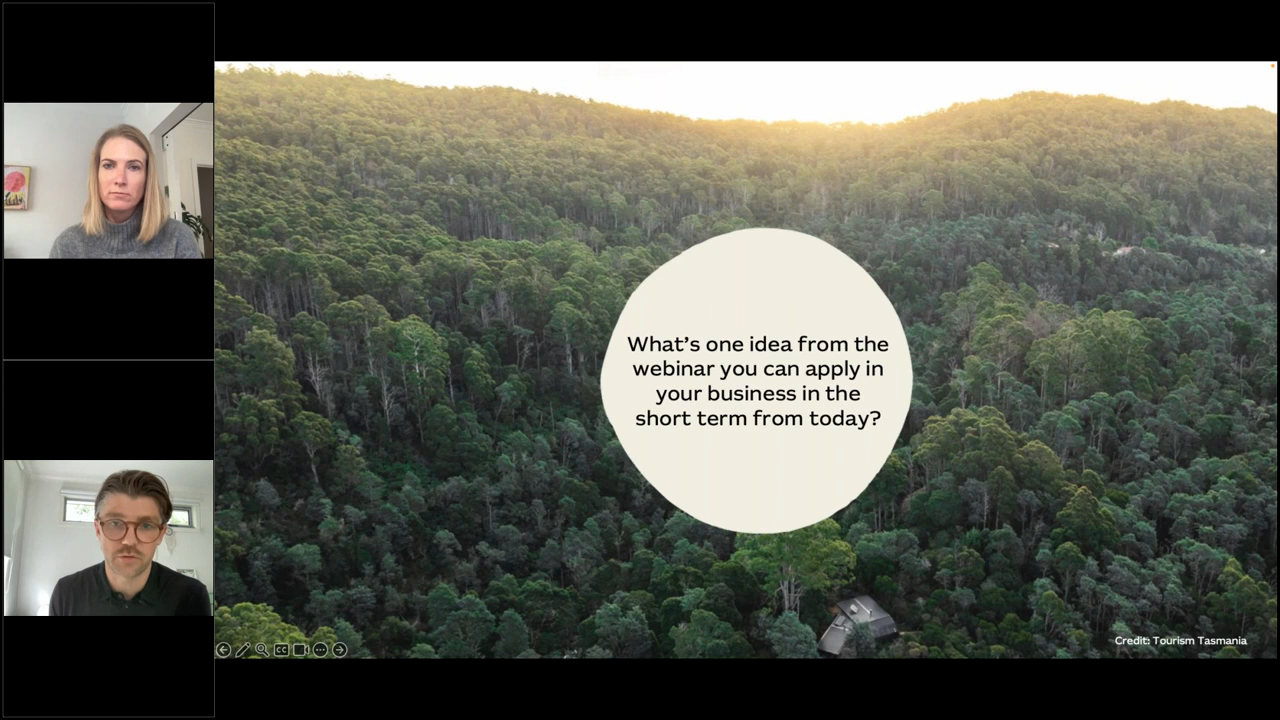 What's one idea from the
webinar you can apply in
your business in the
short term from today?
CC
Credit: Tourism Tasmania